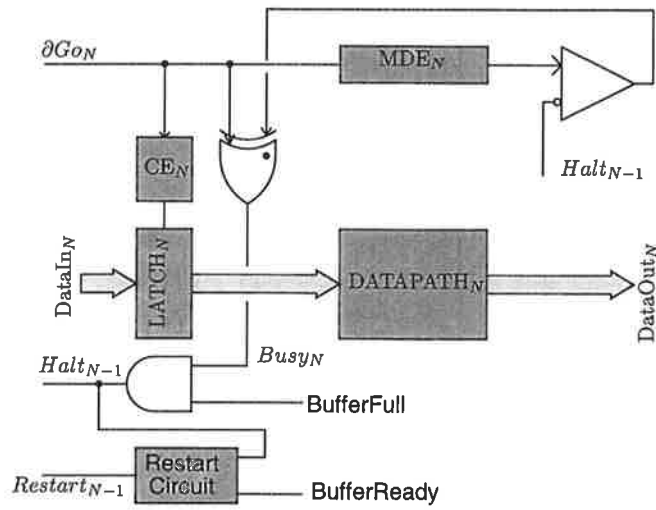 ∂Go_N
MDE_N
CE_N
Halt_{N-1}
DataIn_N
LATCH_N
DATAPATH_N
DataOut_N
Halt_{N-1}
Busy_N
BufferFull
Restart
Circuit
Restart_{N-1}
BufferReady